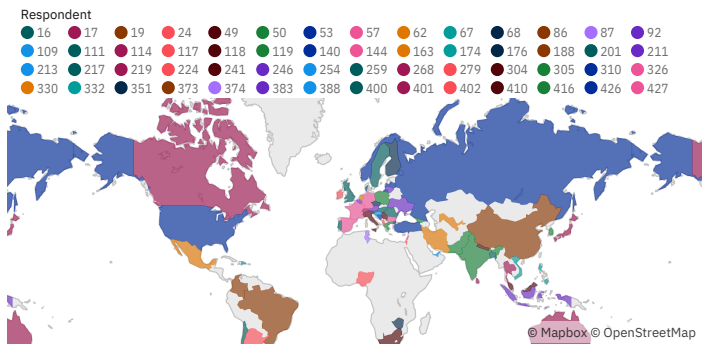 Respondent
16 17 19 24 49 50 53 57 62 67 68 86 87 92
109 111 114 117 118 119 140 144 163 174 176 188 201 211
213 217 219 224 241 246 254 259 268 279 304 305 310 326
330 332 351 373 374 383 388 400 401 402 410 416 426 427
© Mapbox © OpenStreetMap